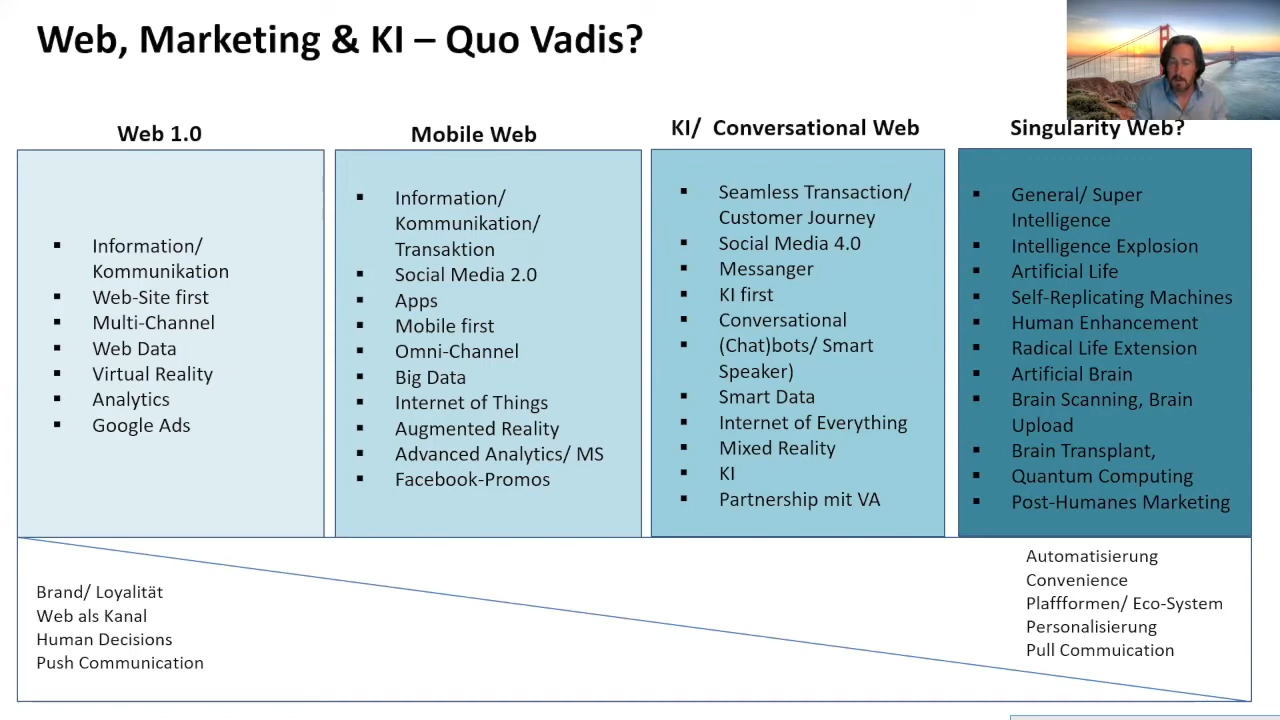 Web, Marketing & KI – Quo Vadis?
Web 1.0
Information/
Kommunikation
Web-Site first
Multi-Channel
Web Data
Virtual Reality
Analytics
Google Ads
Mobile Web
Information/
Kommunikation/
Transaktion
Social Media 2.0
Apps
Mobile first
Omni-Channel
Big Data
Internet of Things
Augmented Reality
Advanced Analytics/ MS
Facebook-Promos
KI/ Conversational Web
Seamless Transaction/
Customer Journey
Social Media 4.0
Messanger
KI first
Conversational
(Chat)bots/ Smart
Speaker)
Smart Data
Internet of Everything
Mixed Reality
KI
Partnership mit VA
Singularity Web?
General/ Super
Intelligence
Intelligence Explosion
Artificial Life
Self-Replicating Machines
Human Enhancement
Radical Life Extension
Artificial Brain
Brain Scanning, Brain
Upload
Brain Transplant,
Quantum Computing
Post-Humanes Marketing
Brand/ Loyalität
Web als Kanal
Human Decisions
Push Communication
Automatisierung
Convenience
Plaffformen/ Eco-System
Personalisierung
Pull Commuication